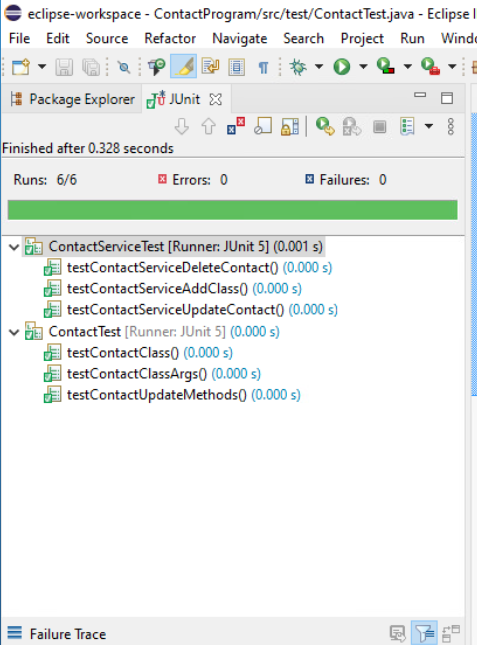 eclipse-workspace - ContactProgram/src/test/ContactTest.java - Eclipse I
File Edit Source Refactor Navigate Search Project Run Windo
Package Explorer JUnit
Finished after 0.328 seconds
Runs: 6/6 Errors: 0 Failures: 0
ContactServiceTest [Runner: JUnit 5] (0.001 s)
testContactServiceDeleteContact() (0.000 s)
testContactServiceAddClass() (0.000 s)
testContactServiceUpdateContact() (0.000 s)
ContactTest [Runner: JUnit 5] (0.000 s)
testContactClass() (0.000 s)
testContactClassArgs() (0.000 s)
testContactUpdateMethods() (0.000 s)
Failure Trace